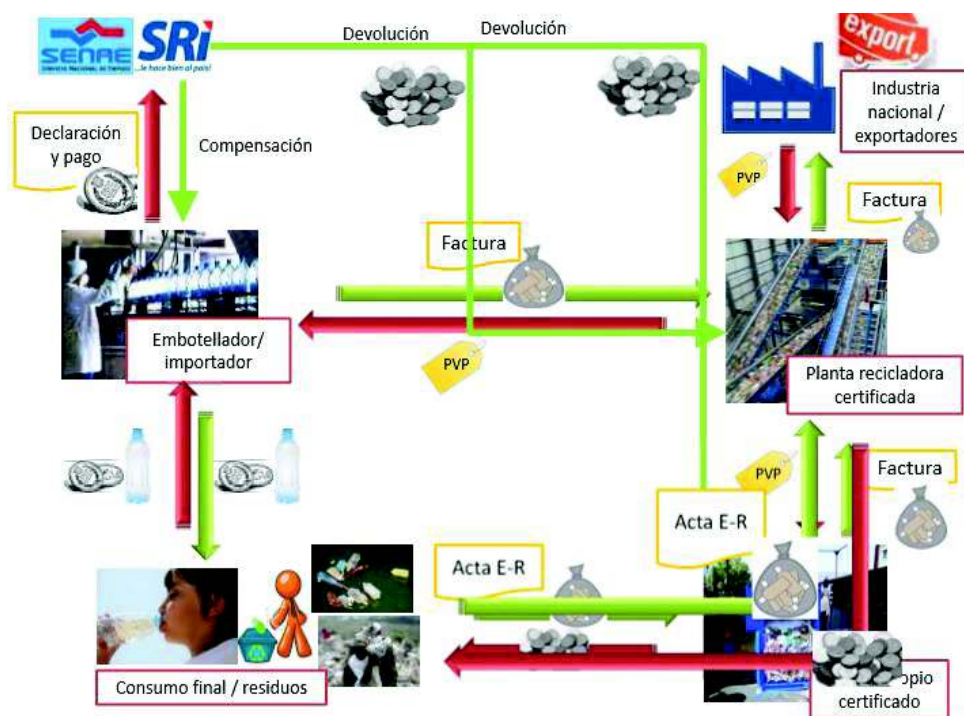 Devolución
Devolución
SENAE
SRi
...le hace bien al país!
export
Declaración
y pago
Compensación
Industria
nacional /
exportadores
PVP
Factura
Factura
Embotellador/
importador
PVP
Planta recicladora
certificada
PVP
Factura
Acta E-R
Acta E-R
Consumo final / residuos
opio
certificado